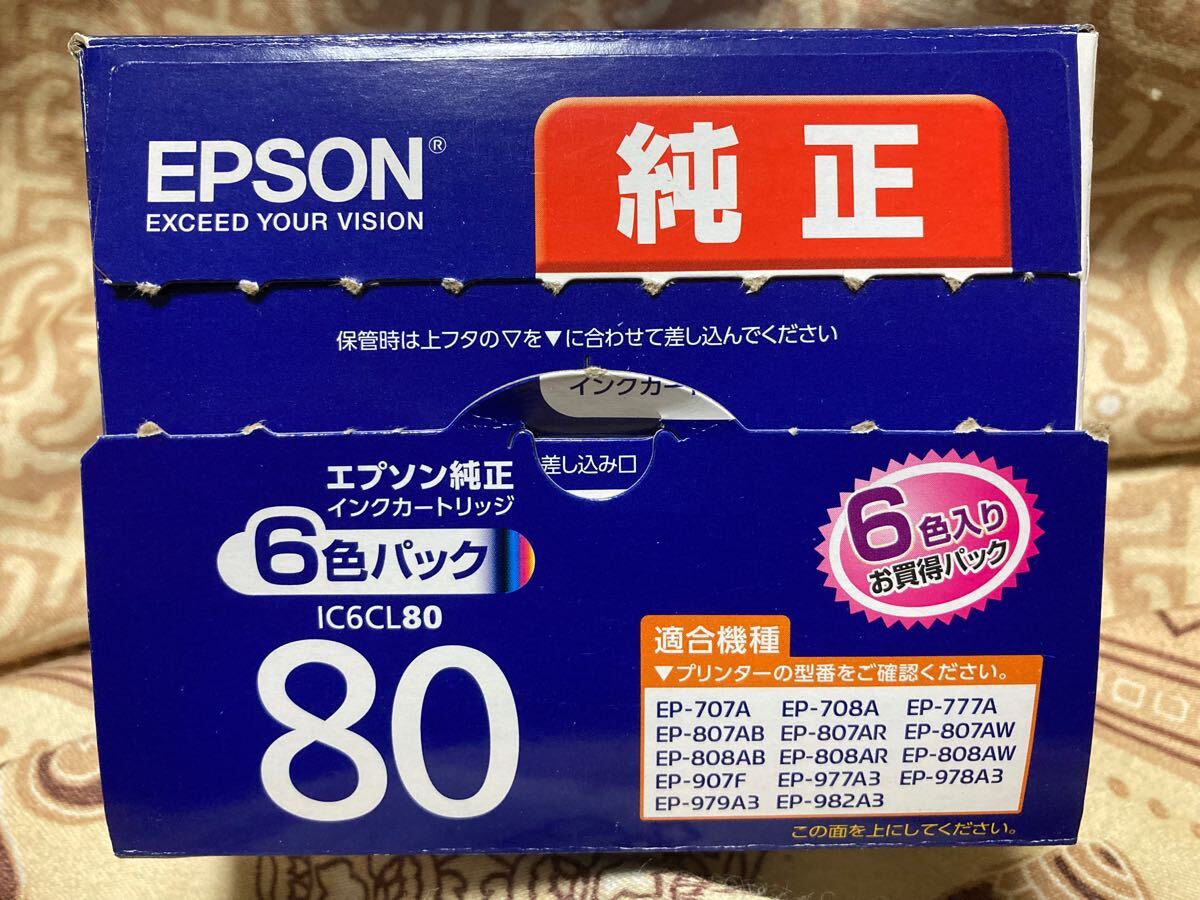 EPSON®
EXCEED YOUR VISION
純正
保管時は上フタの▽を▼に合わせて差し込んでください
インクカート
差し込み口
エプソン純正
インクカートリッジ
6色パック
IC6CL80
80
6色入り
お買得パック
適合機種
▼プリンターの型番をご確認ください。
EP-707A EP-708A EP-777A
EP-807AB EP-807AR EP-807AW
EP-808AB EP-808AR EP-808AW
EP-907F EP-977A3 EP-978A3
EP-979A3 EP-982A3
この面を上にしてください。